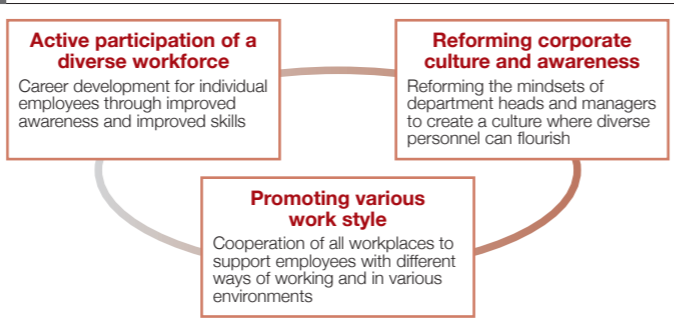 Active participation of a
diverse workforce
Career development for individual
employees through improved
awareness and improved skills
Reforming corporate
culture and awareness
Reforming the mindsets of
department heads and managers
to create a culture where diverse
personnel can flourish
Promoting various
work style
Cooperation of all workplaces to
support employees with different
ways of working and in various
environments